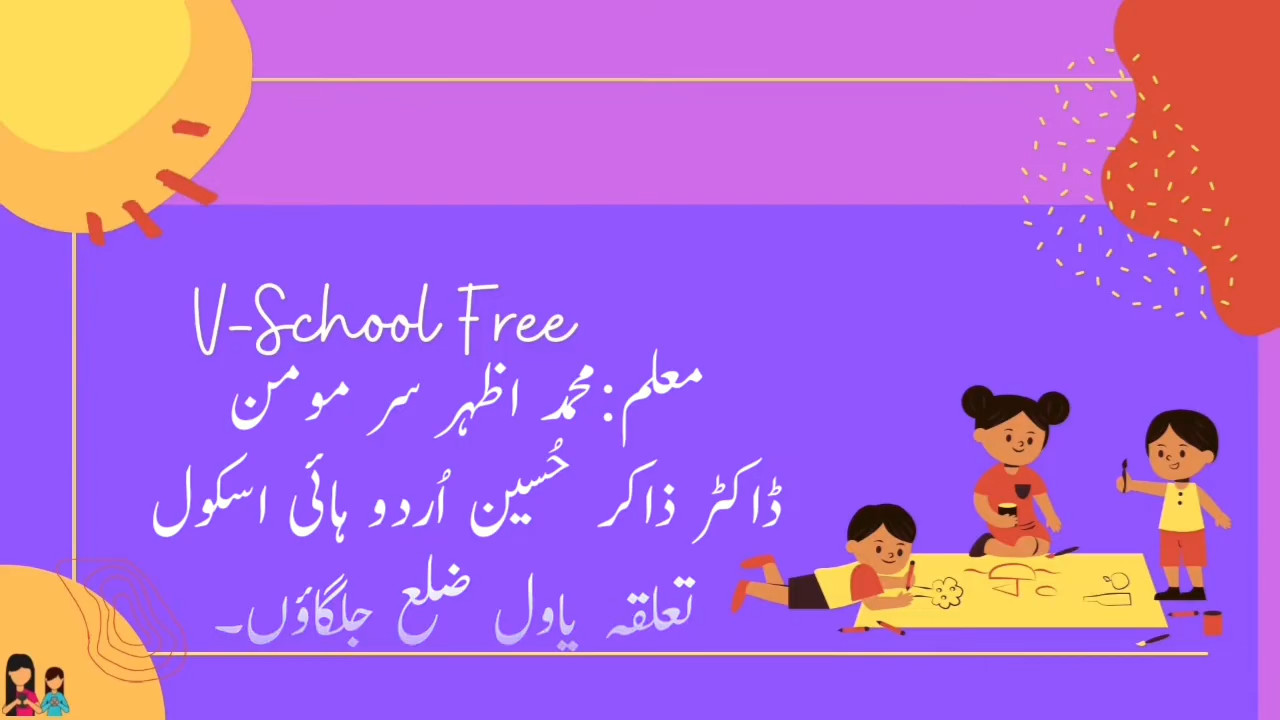 V-School Free
معلم:محمد اظہر سر مومن
ڈاکٹر ذاکر حُسین اُردو ہائی اسکول
تعلقہ یاول ضلع جلگاؤں۔